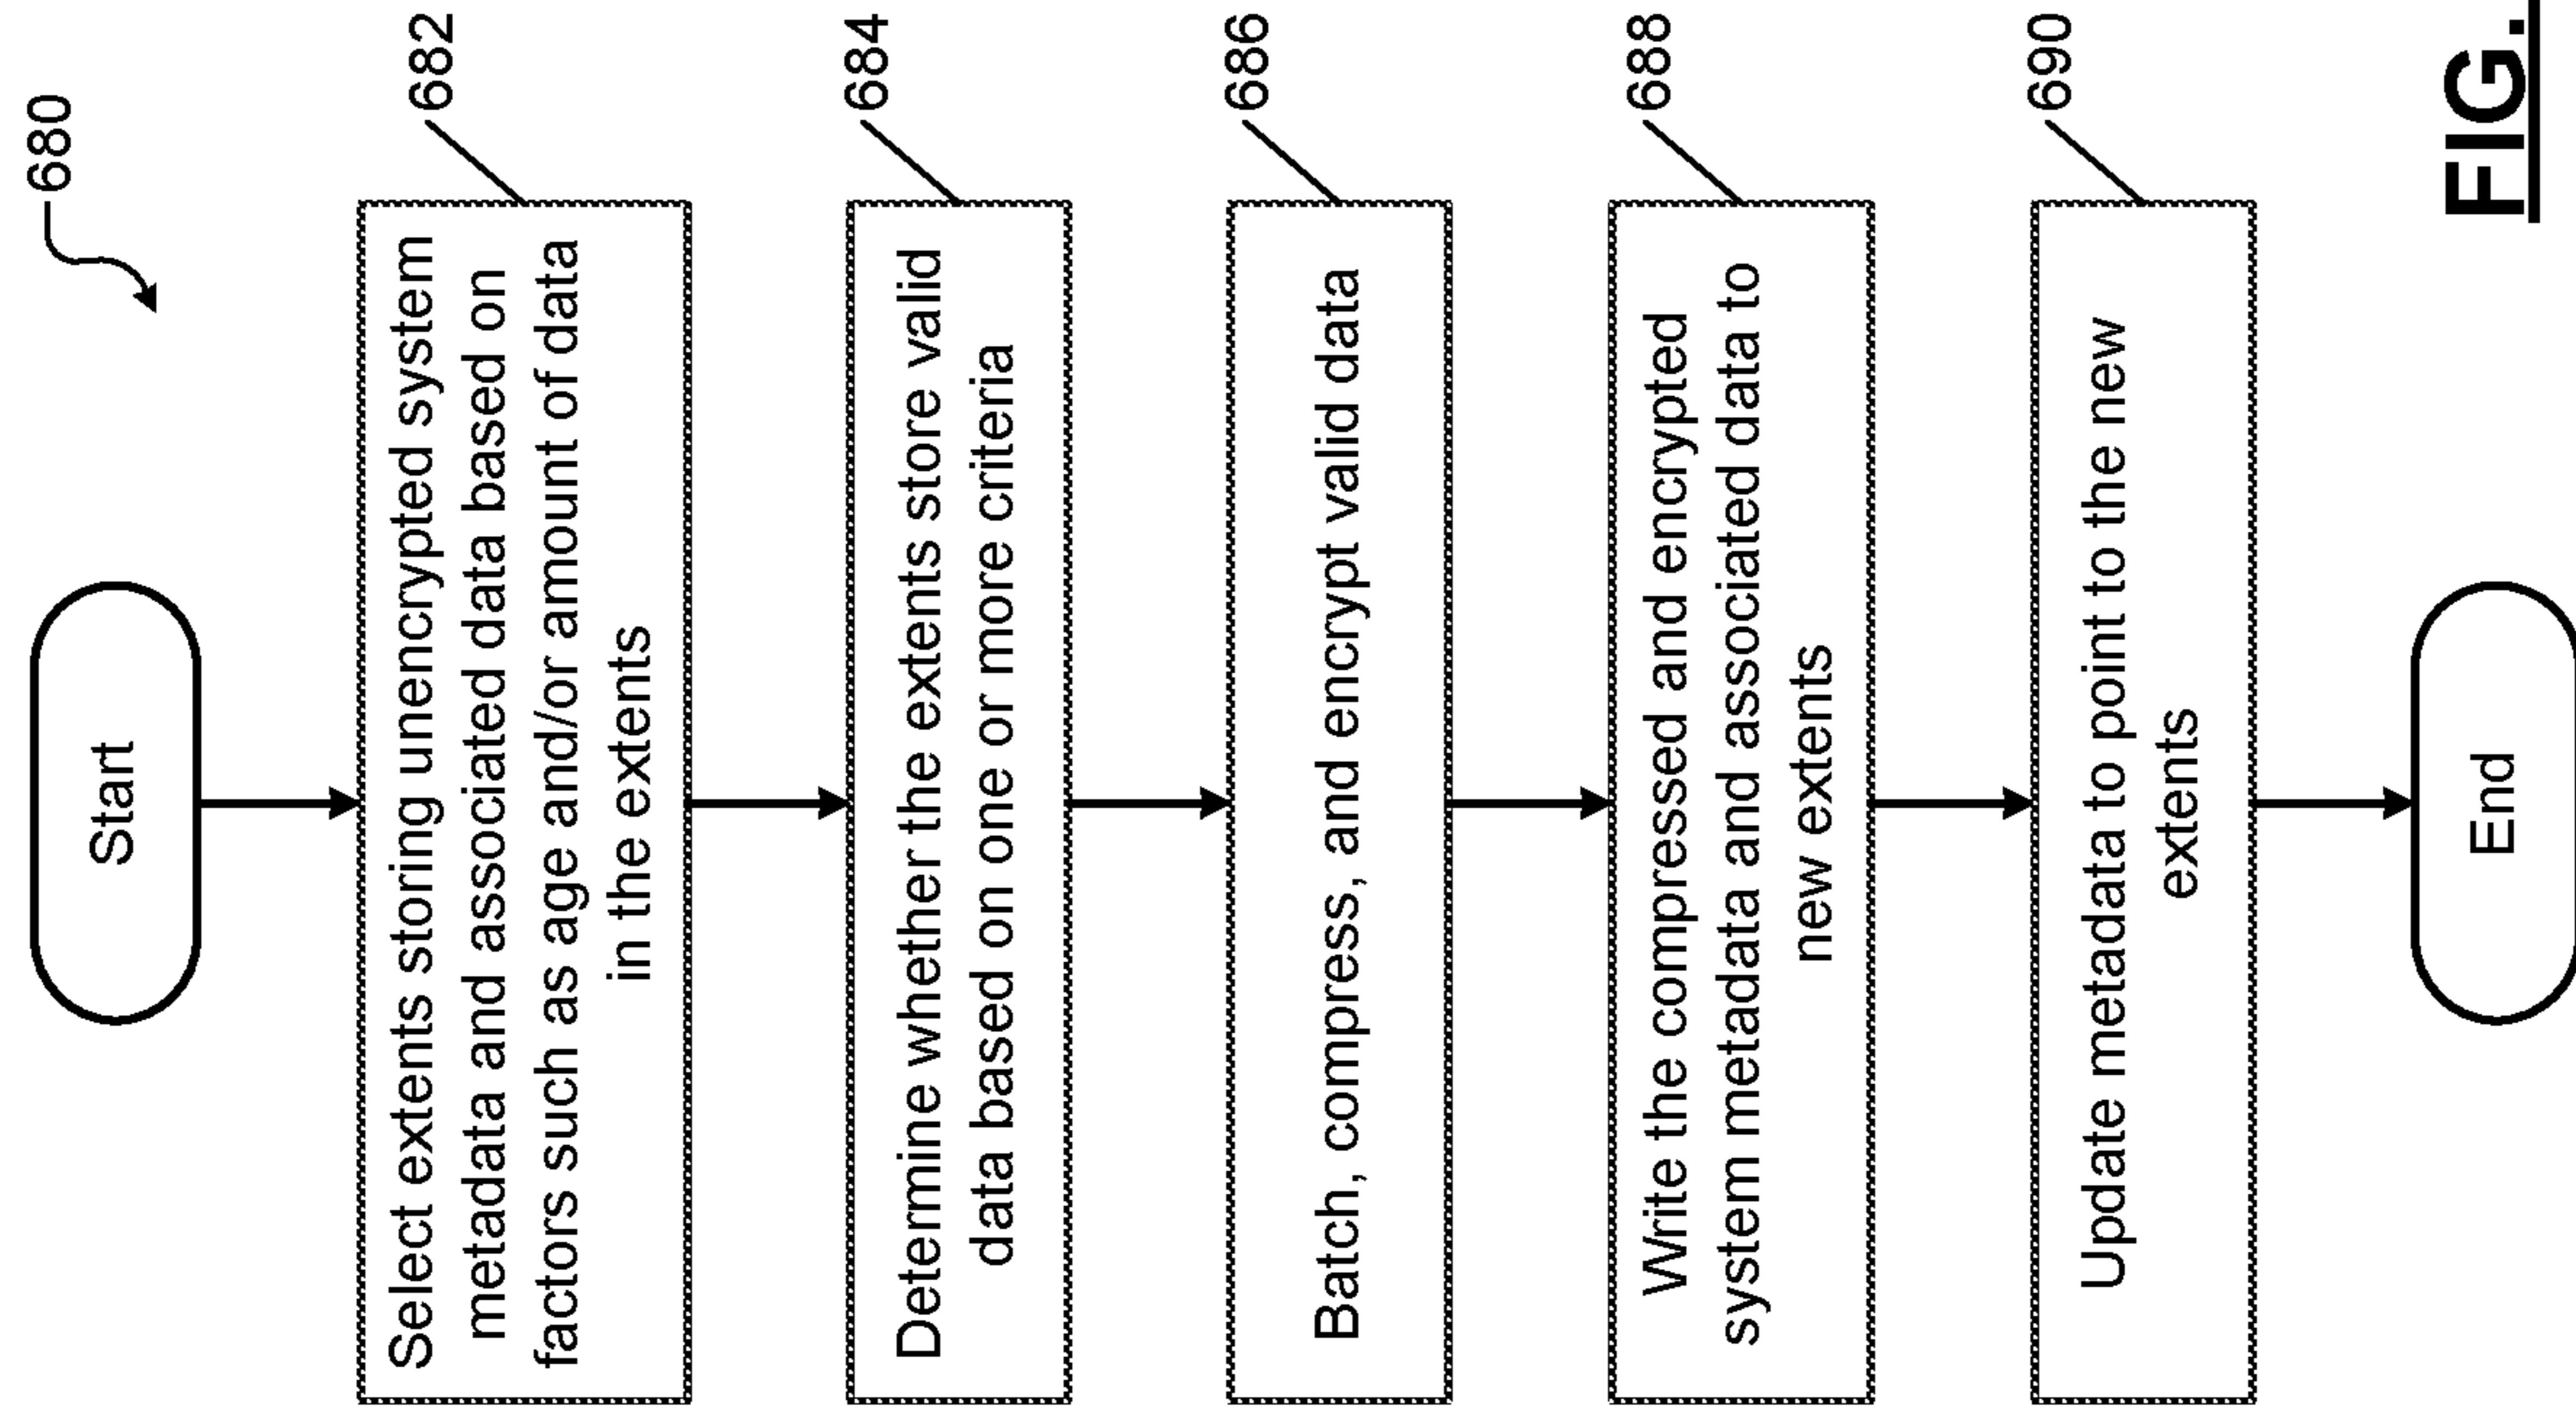 680
Start
Select extents storing unencrypted system
metadata and associated data based on
factors such as age and/or amount of data
in the extents
682
Determine whether the extents store valid
data based on one or more criteria
684
Batch, compress, and encrypt valid data
686
Write the compressed and encrypted
system metadata and associated data to
new extents
688
Update metadata to point to the new
extents
690
End
FIG.